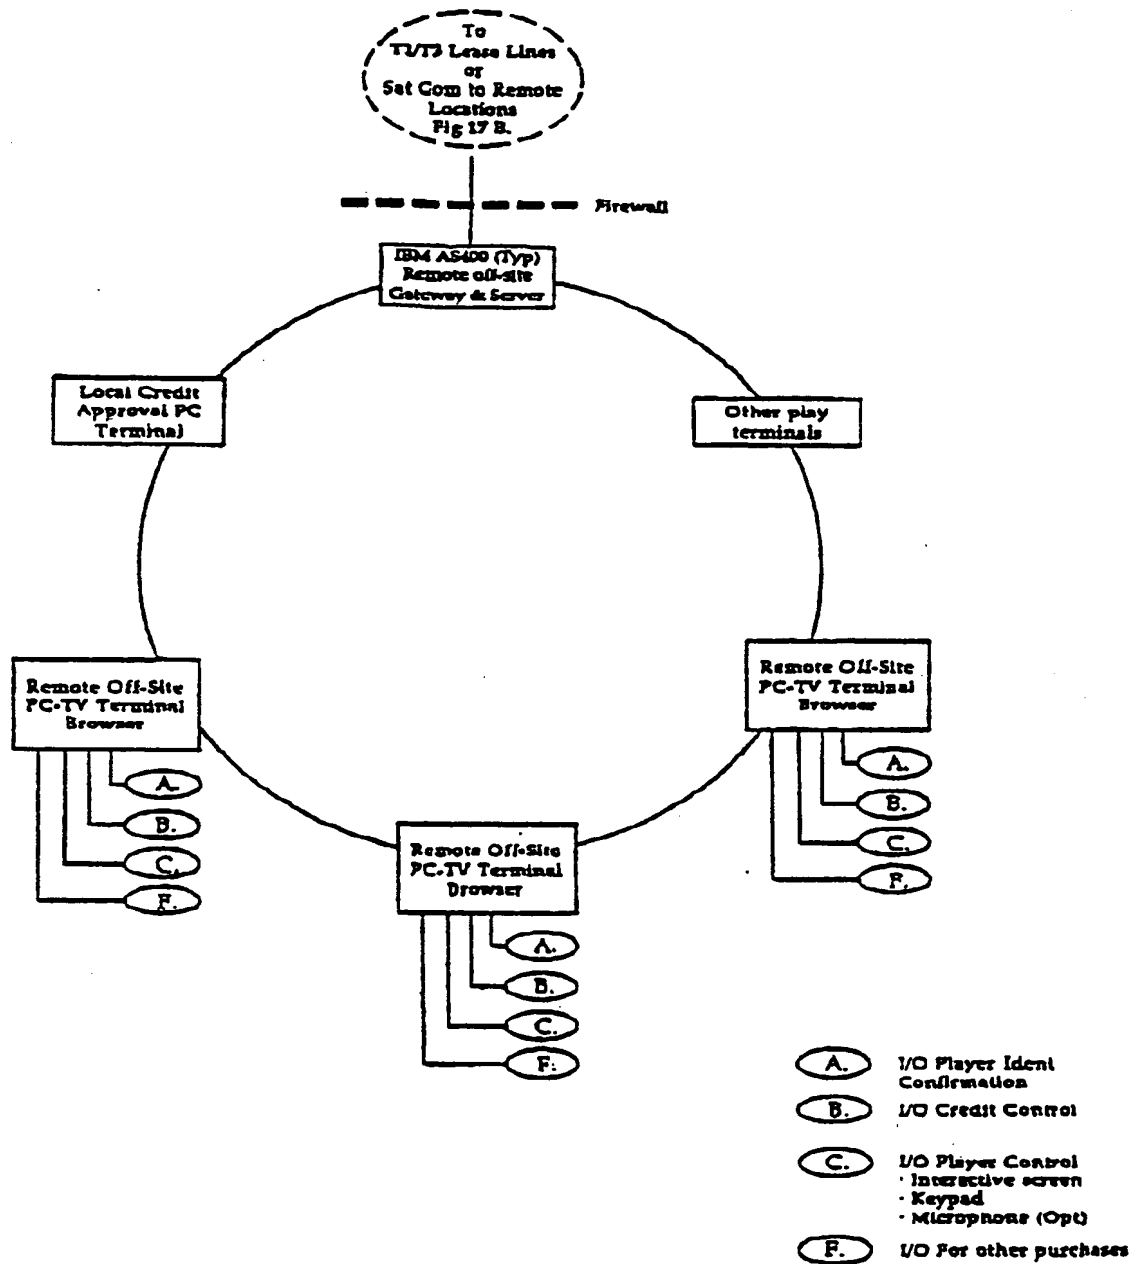 To
T1/T3 Lease Lines
or
Sat Com to Remote
Locations
Fig 17 B.
Firewall
IBM AS400 (Typ)
Remote off-site
Gateway & Server
Local Credit
Approval PC
Terminal
Other play
terminals
Remote Off-Site
PC-TV Terminal
Browser
A.
B.
C.
F.
Remote Off-Site
PC-TV Terminal
Browser
A.
B.
C.
F.
Remote Off-Site
PC-TV Terminal
Browser
A.
B.
C.
F.
A. I/O Player Ident
Confirmation
B. I/O Credit Control
C. I/O Player Control
· Interactive screen
· Keypad
· Microphone (Opt)
F. I/O For other purchases